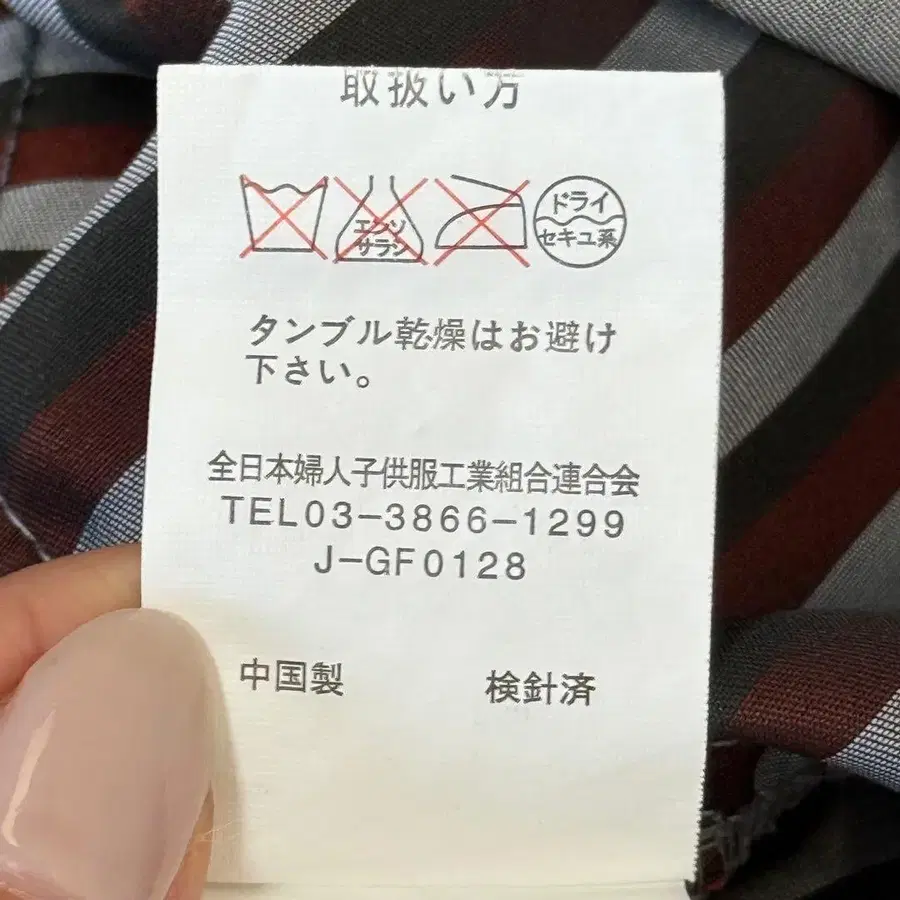 取扱い方
エンソ
サラシ
ドライ
セキユ系
タンブル乾燥はお避け
下さい。
全日本婦人子供服工業組合連合会
TEL03-3866-1299
J-GF0128
中国製 検針済